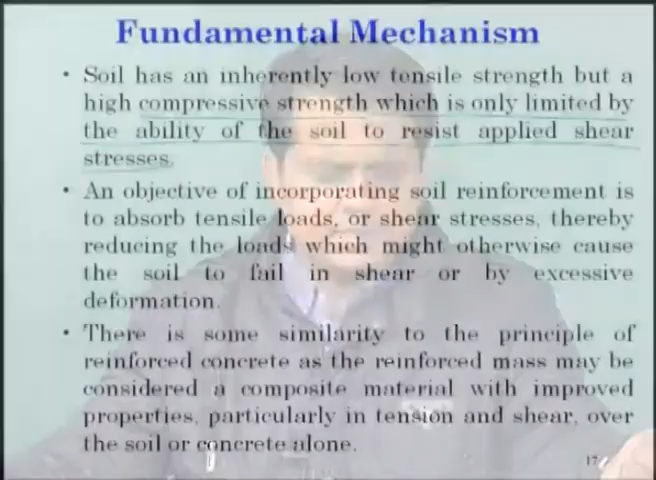 Fundamental Mechanism
• Soil has an inherently low tensile strength but a
high compressive strength which is only limited by
the ability of the soil to resist applied shear
stresses.
• An objective of incorporating soil reinforcement is
to absorb tensile loads, or shear stresses, thereby
reducing the loads which might otherwise cause
the soil to fail in shear or by excessive
deformation.
• There is some similarity to the principle of
reinforced concrete as the reinforced mass may be
considered a composite material with improved
properties, particularly in tension and shear, over
the soil or concrete alone.
17